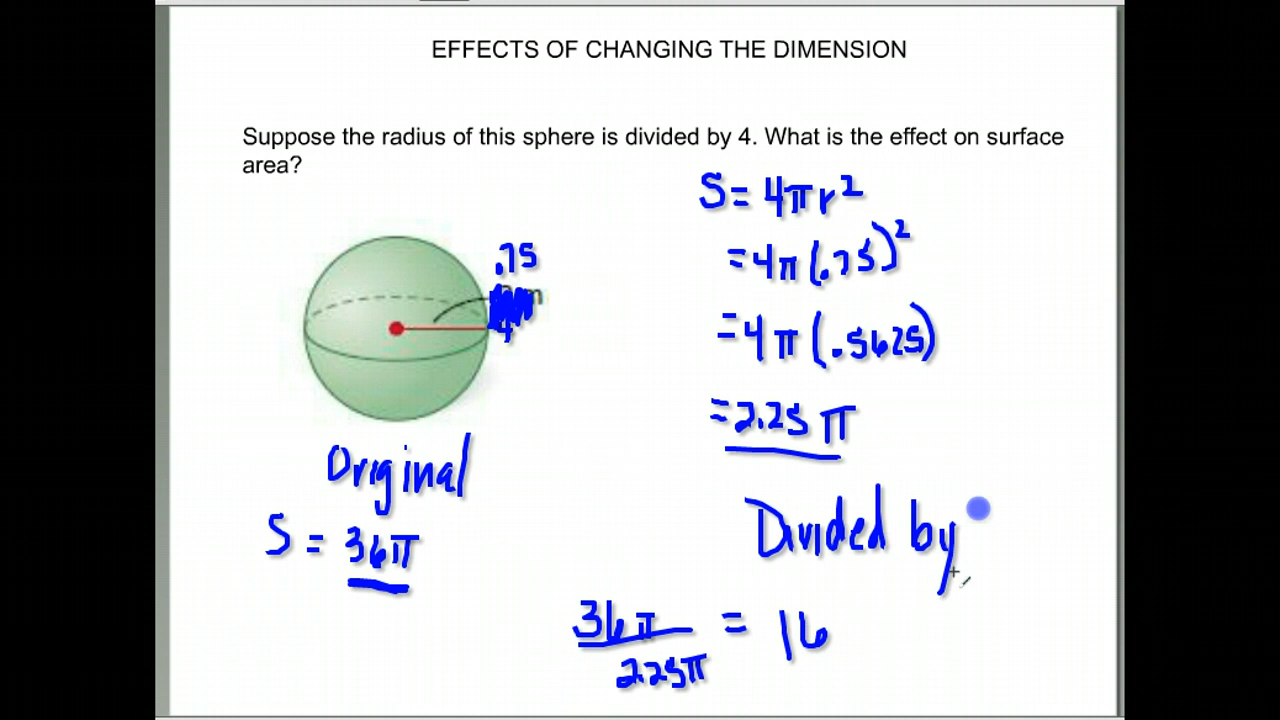 EFFECTS OF CHANGING THE DIMENSION
Suppose the radius of this sphere is divided by 4. What is the effect on surface
area?
S = 4πr²
= 4π(.75)²
= 4π(.5625)
= 2.25π
.75
m
4
Original
S = 36π
Divided by
36π
2.25π
= 16